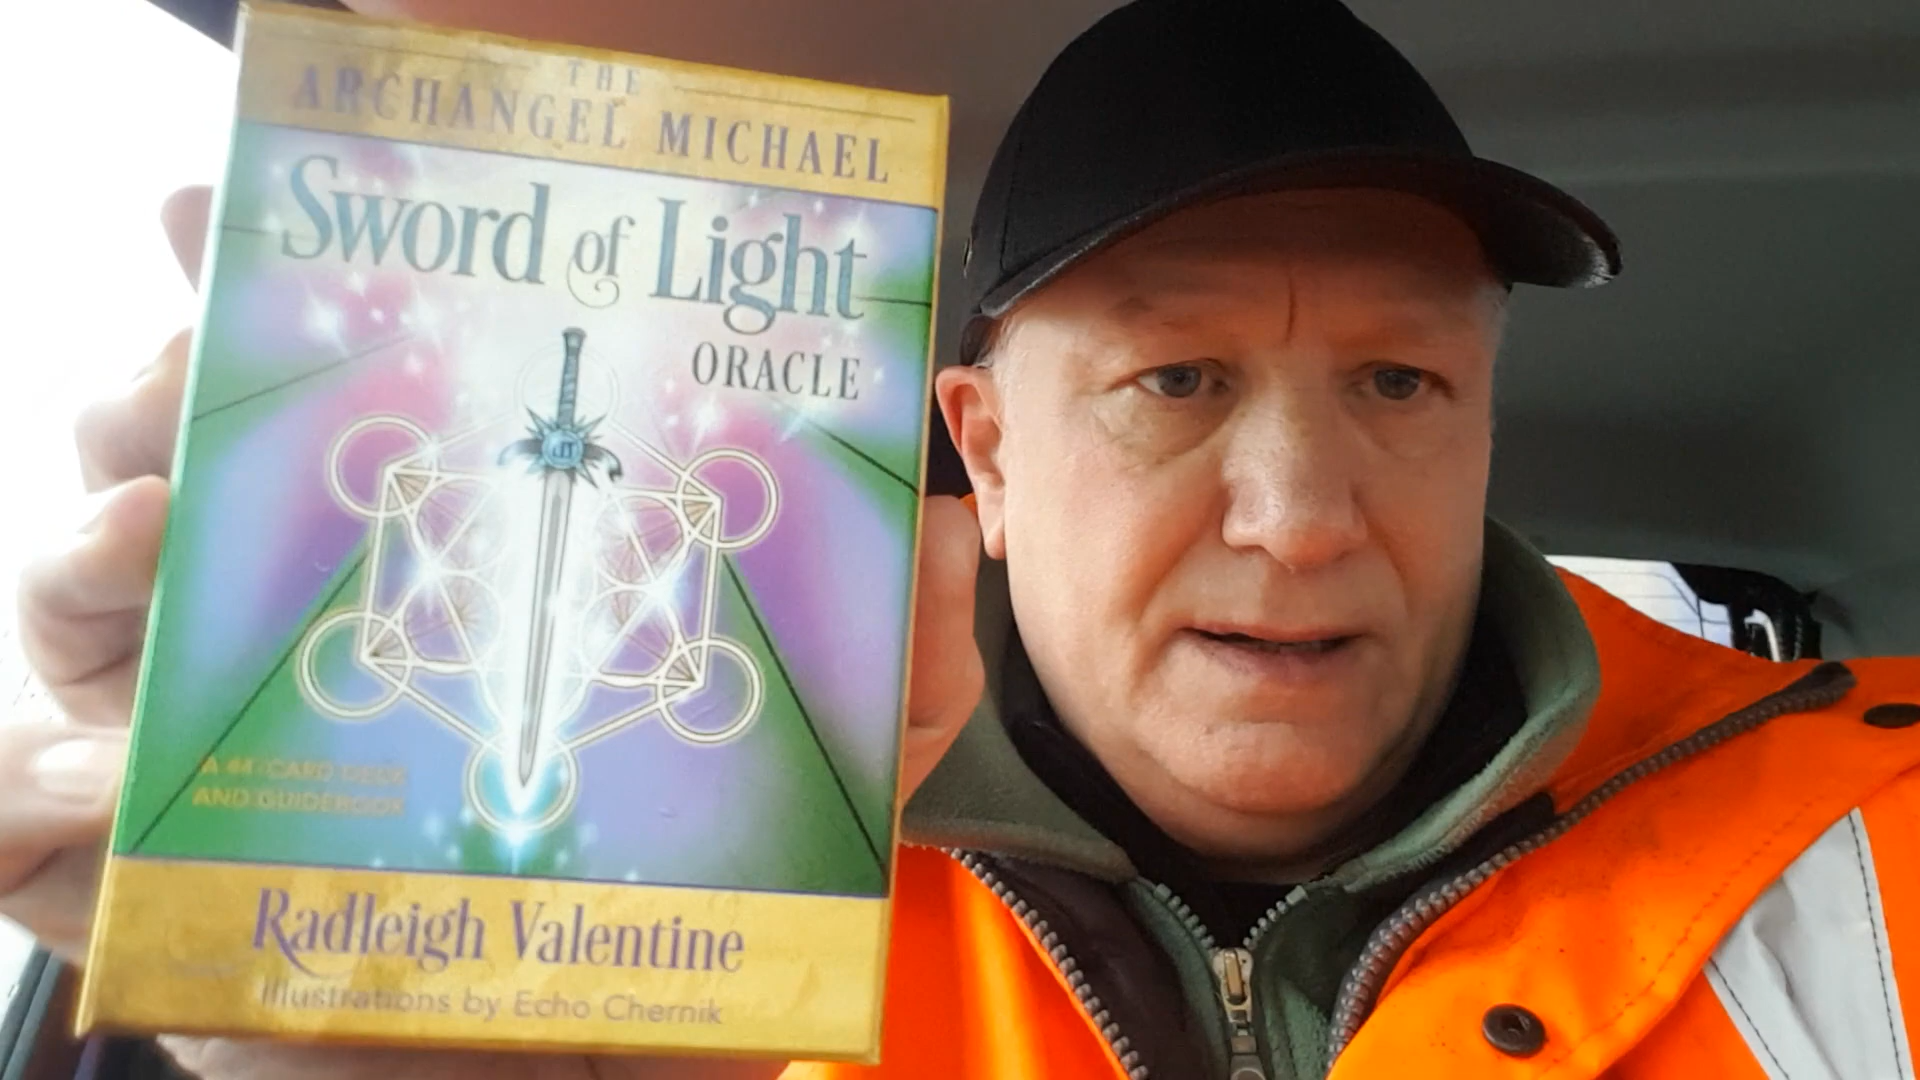 THE
ARCHANGEL MICHAEL
Sword of Light
ORACLE
A 44-CARD DECK
AND GUIDEBOOK
Radleigh Valentine
Illustrations by Echo Chernik